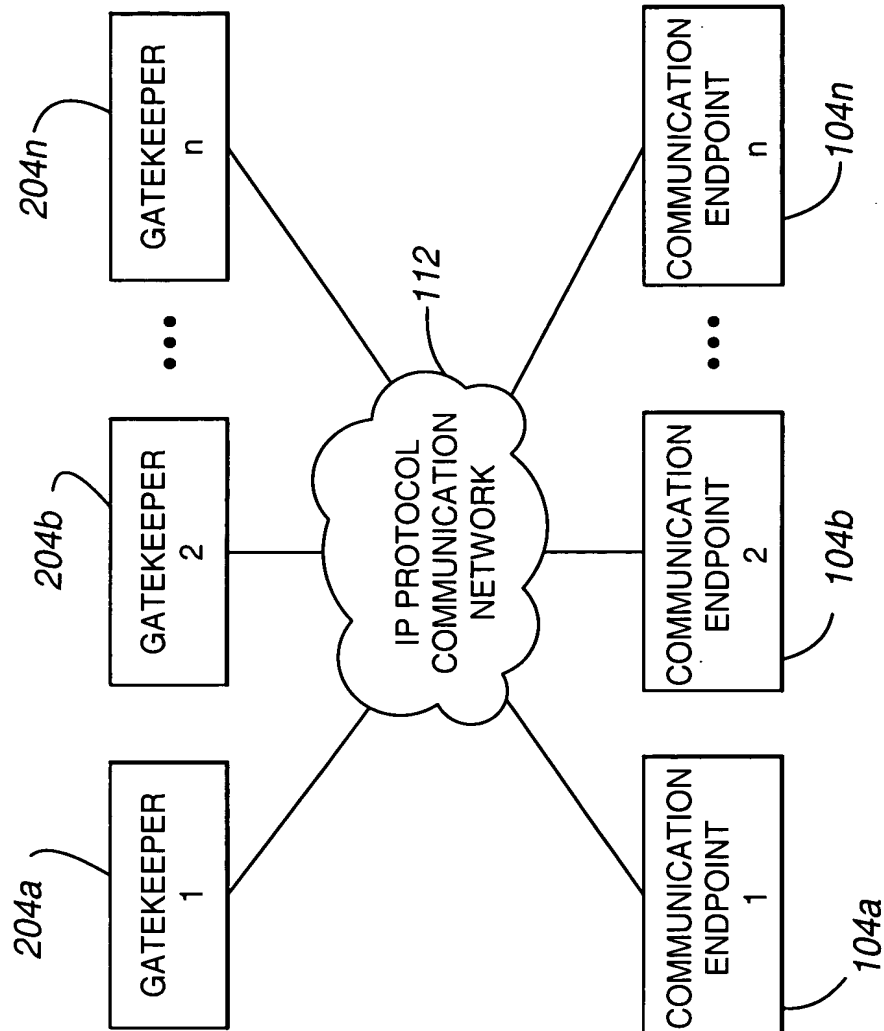 204a
204b
204n
GATEKEEPER
1
GATEKEEPER
2
•••
GATEKEEPER
n
IP PROTOCOL
COMMUNICATION
NETWORK
112
COMMUNICATION
ENDPOINT
1
COMMUNICATION
ENDPOINT
2
•••
COMMUNICATION
ENDPOINT
n
104a
104b
104n